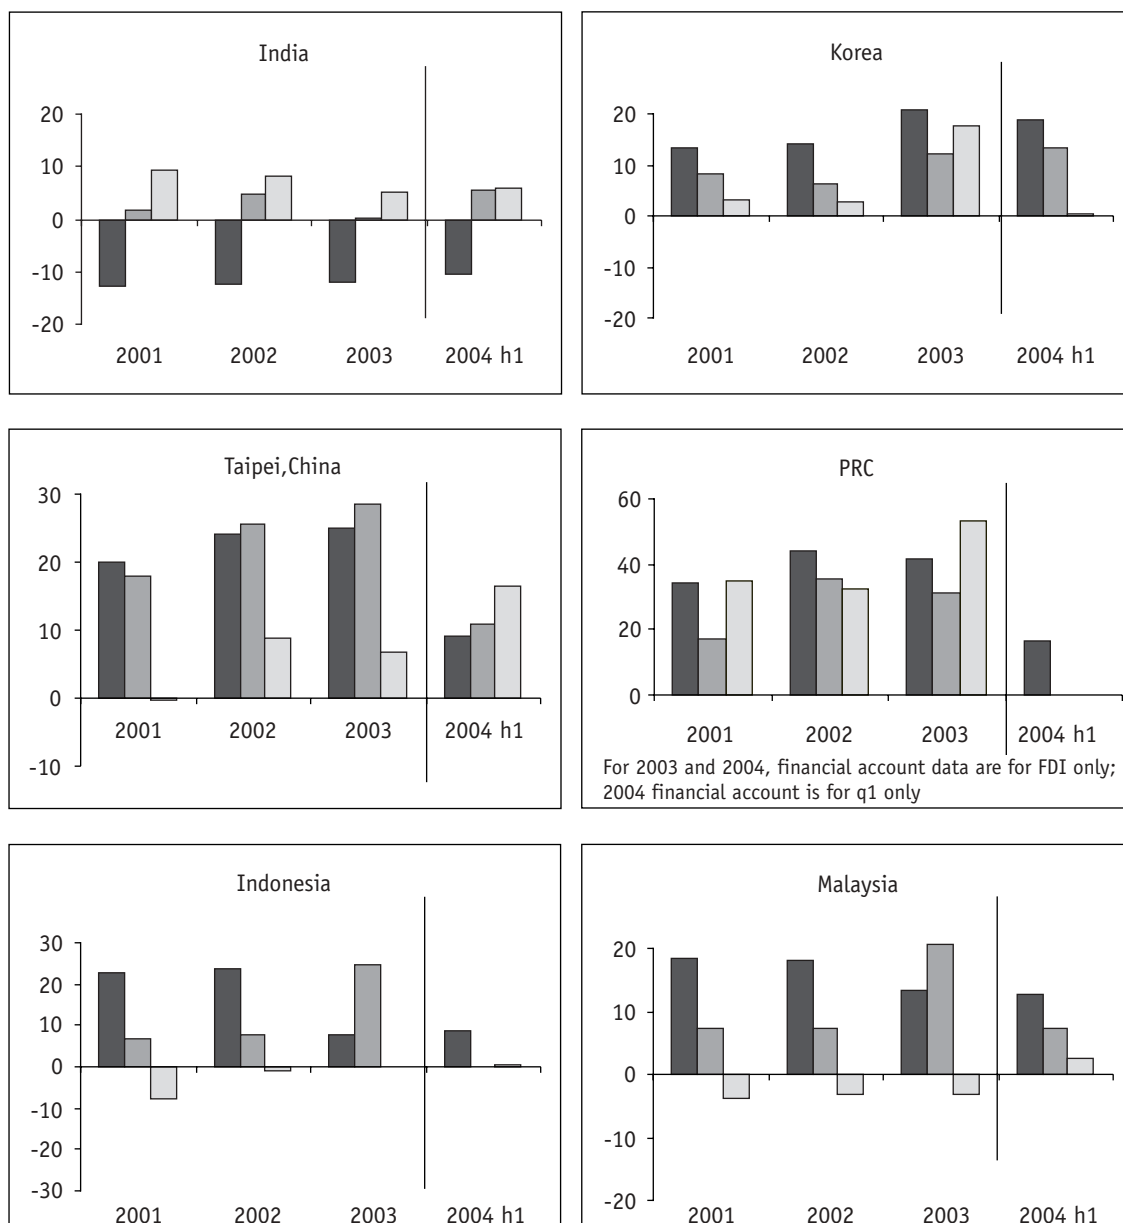 India
20
10
0
-10
-20
2001 2002 2003 2004 h1
Korea
20
10
0
-10
-20
2001 2002 2003 2004 h1
Taipei,China
30
20
10
0
-10
2001 2002 2003 2004 h1
PRC
60
40
20
0
2001 2002 2003 2004 h1
For 2003 and 2004, financial account data are for FDI only;
2004 financial account is for q1 only
Indonesia
30
20
10
0
-10
-20
-30
2001 2002 2003 2004 h1
Malaysia
20
10
0
-10
-20
2001 2002 2003 2004 h1